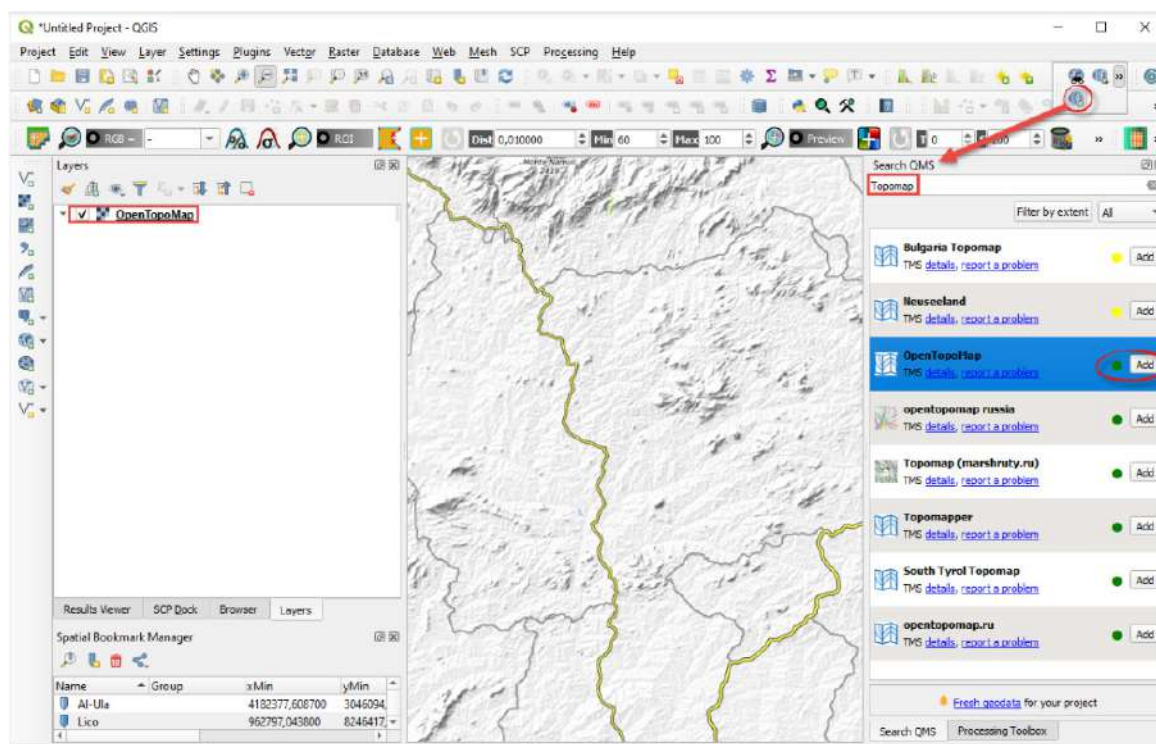 *Untitled Project - QGIS
Project Edit View Layer Settings Plugins Vector Raster Database Web Mesh SCP Processing Help
RGB = - ROI Dist 0,010000 Min 60 Max 100 Preview T 0
Layers
OpenTopoMap
Results Viewer SCP Dock Browser Layers
Spatial Bookmark Manager
Name Group xMin yMin
Al-Ula 4182377,608700 3046094,
Lico 962797,043800 8246417,
Search QMS
Topomap
Filter by extent All
Bulgaria Topomap
TMS details, report a problem Add
Neuseeland
TMS details, report a problem Add
OpenTopoMap
TMS details, report a problem Add
opentopomap russia
TMS details, report a problem Add
Topomap (marshruty.ru)
TMS details, report a problem Add
Topomapper
TMS details, report a problem Add
South Tyrol Topomap
TMS details, report a problem Add
opentopomap.ru
TMS details, report a problem Add
Fresh geodata for your project
Search QMS Processing Toolbox